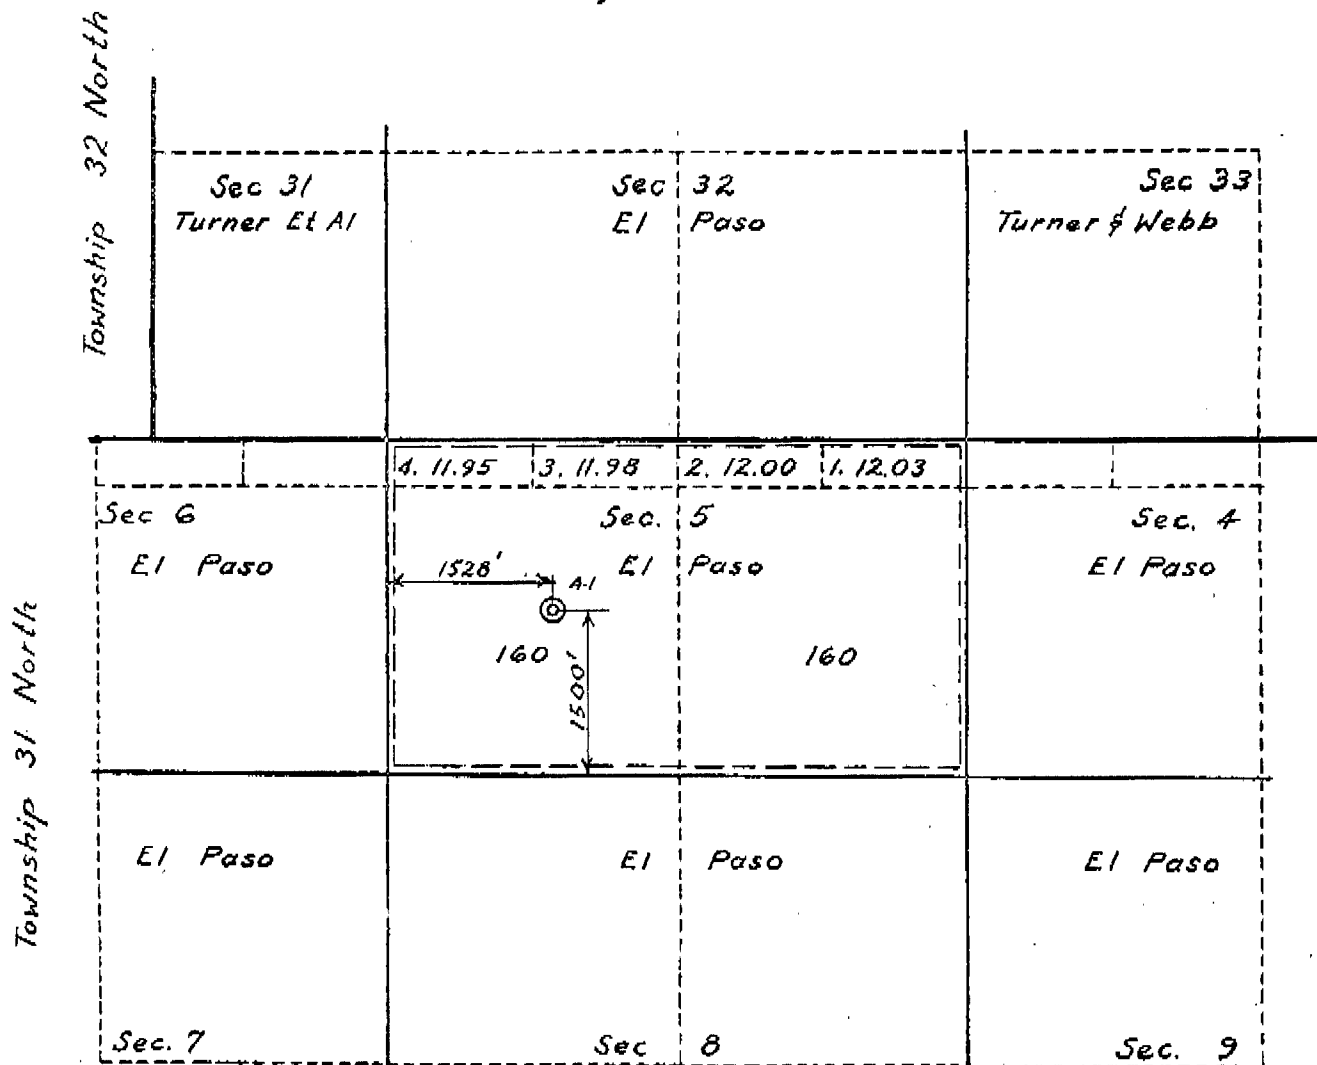 Township 32 North
Sec 31
Turner Et Al
Sec 32
El Paso
Sec 33
Turner & Webb
4. 11.95 3. 11.98 2. 12.00 1. 12.03
Sec 6
El Paso
Sec. 5
El Paso
Sec. 4
El Paso
1528'
A-1
160
1500'
160
Township 31 North
El Paso
El Paso
El Paso
Sec. 7
Sec 8
Sec. 9